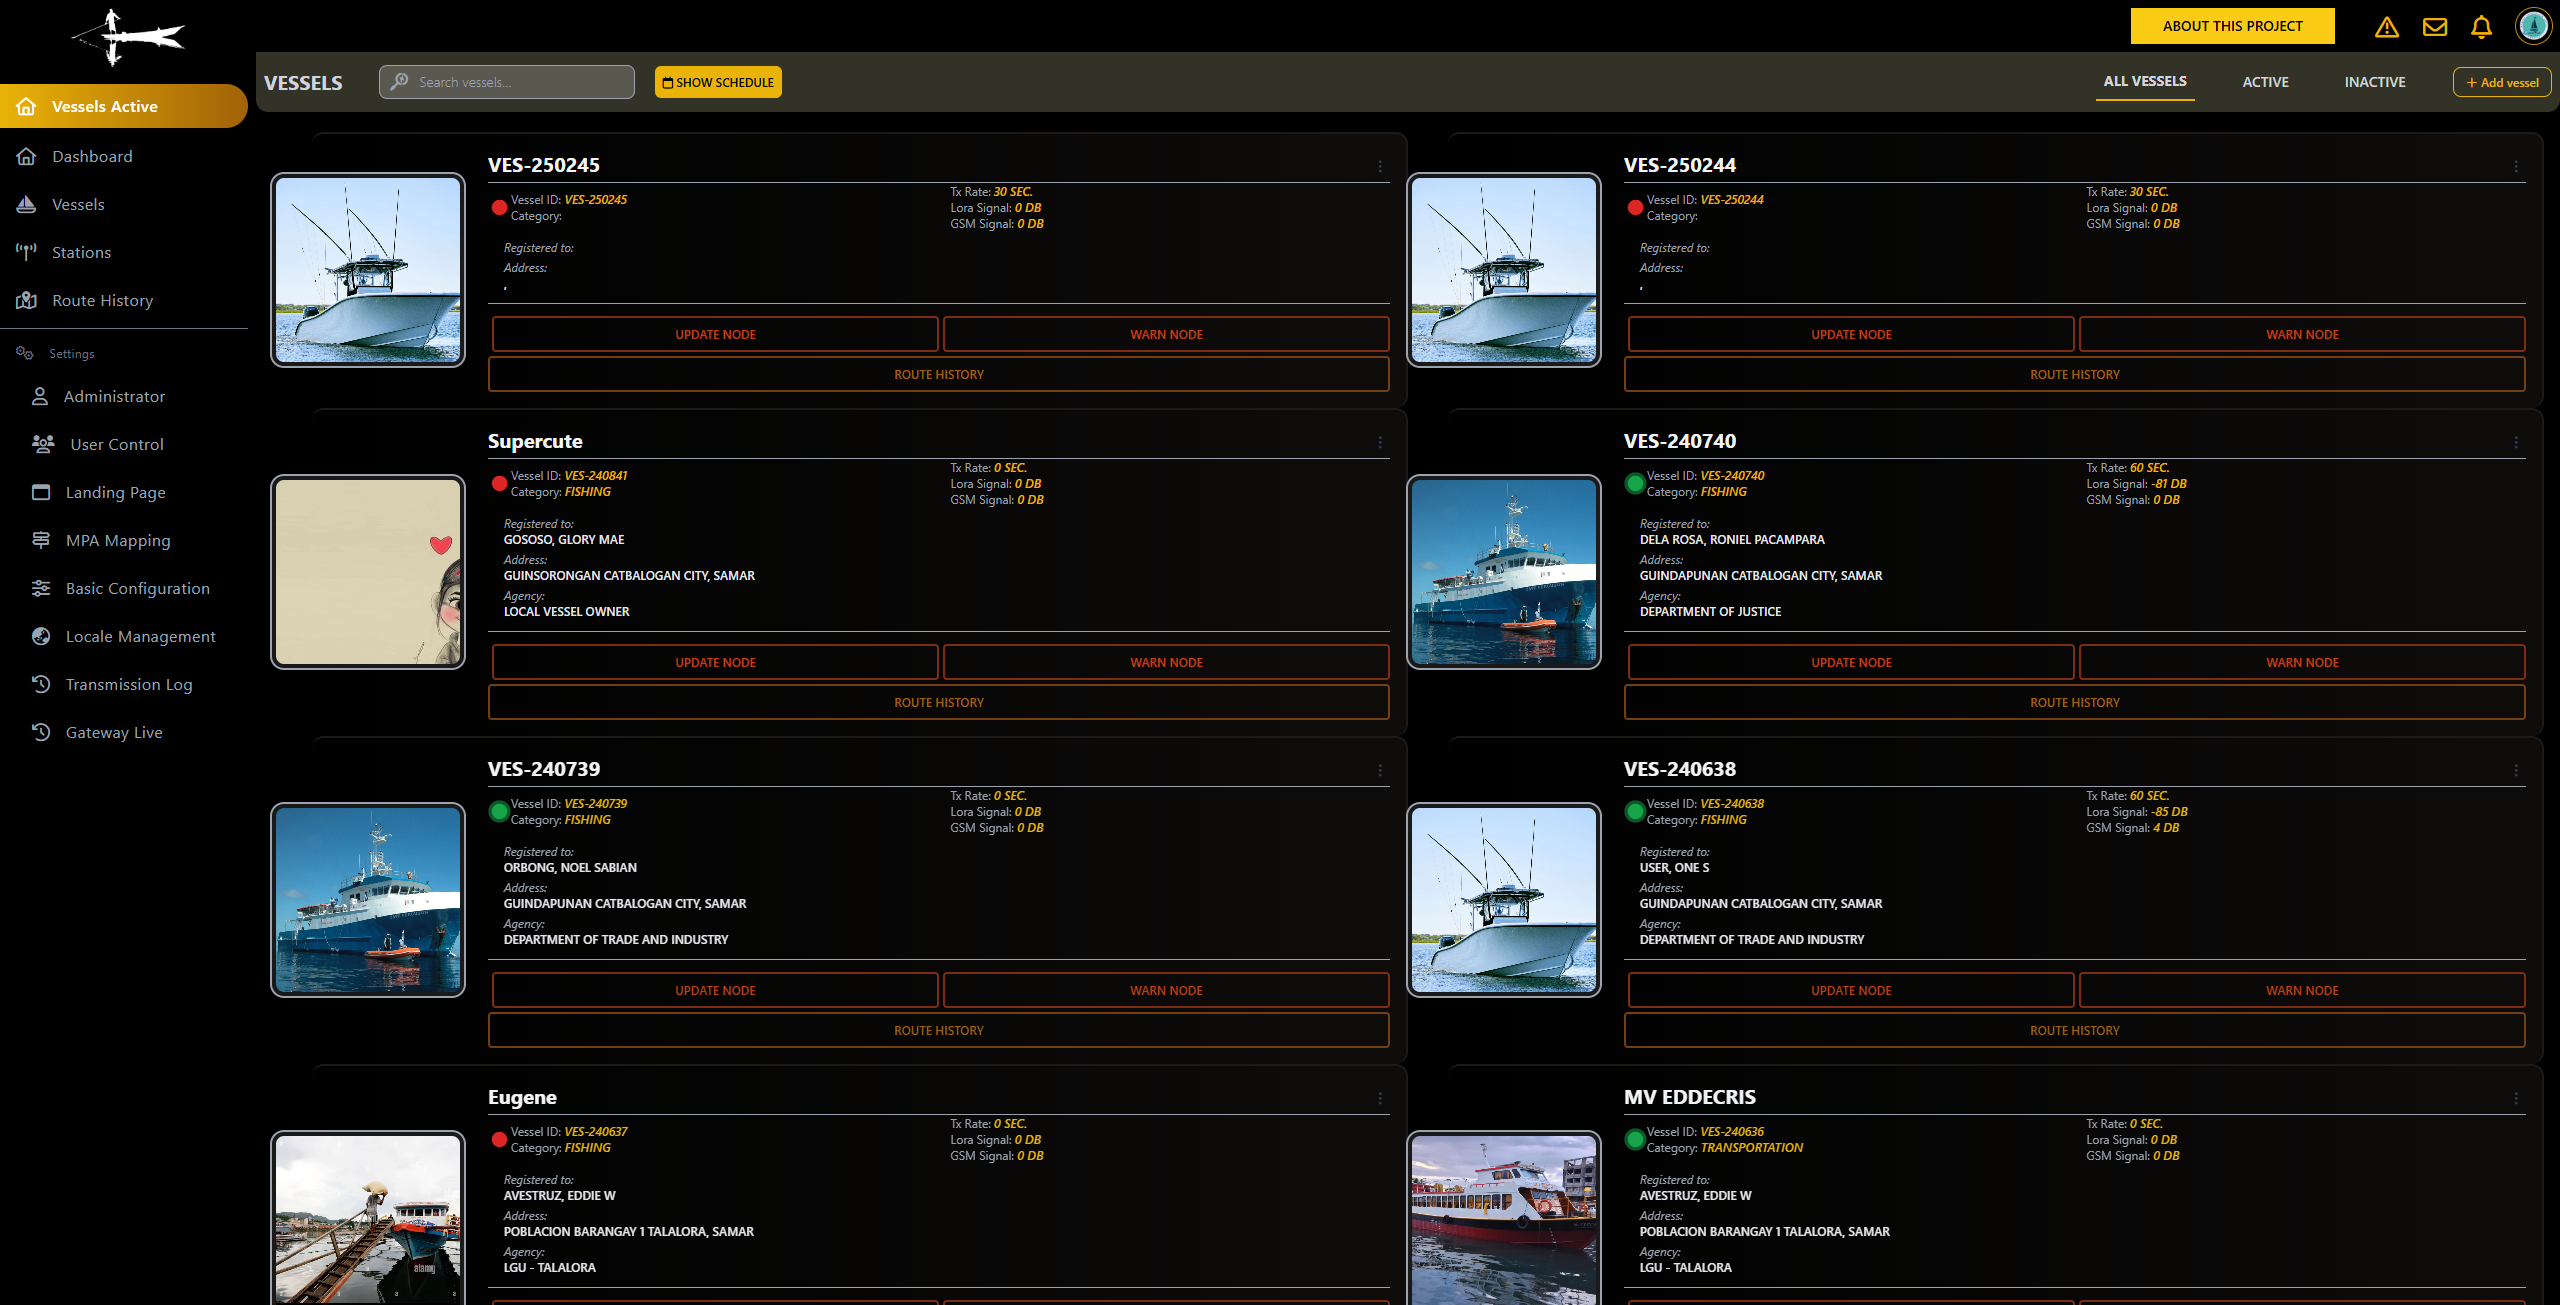 ABOUT THIS PROJECT
VESSELS
Search vessels...
SHOW SCHEDULE
ALL VESSELS
ACTIVE
INACTIVE
+ Add vessel
Vessels Active
Dashboard
Vessels
Stations
Route History
Settings
Administrator
User Control
Landing Page
MPA Mapping
Basic Configuration
Locale Management
Transmission Log
Gateway Live
VES-250245
Vessel ID: VES-250245
Category:
Tx Rate: 30 SEC.
Lora Signal: 0 DB
GSM Signal: 0 DB
Registered to:
Address:
,
UPDATE NODE
WARN NODE
ROUTE HISTORY
VES-250244
Vessel ID: VES-250244
Category:
Tx Rate: 30 SEC.
Lora Signal: 0 DB
GSM Signal: 0 DB
Registered to:
Address:
,
UPDATE NODE
WARN NODE
ROUTE HISTORY
Supercute
Vessel ID: VES-240841
Category: FISHING
Tx Rate: 0 SEC.
Lora Signal: 0 DB
GSM Signal: 0 DB
Registered to:
GOSOSO, GLORY MAE
Address:
GUINSORONGAN CATBALOGAN CITY, SAMAR
Agency:
LOCAL VESSEL OWNER
UPDATE NODE
WARN NODE
ROUTE HISTORY
VES-240740
Vessel ID: VES-240740
Category: FISHING
Tx Rate: 60 SEC.
Lora Signal: -81 DB
GSM Signal: 0 DB
Registered to:
DELA ROSA, RONIEL PACAMPARA
Address:
GUINDAPUNAN CATBALOGAN CITY, SAMAR
Agency:
DEPARTMENT OF JUSTICE
UPDATE NODE
WARN NODE
ROUTE HISTORY
VES-240739
Vessel ID: VES-240739
Category: FISHING
Tx Rate: 0 SEC.
Lora Signal: 0 DB
GSM Signal: 0 DB
Registered to:
ORBONG, NOEL SABIAN
Address:
GUINDAPUNAN CATBALOGAN CITY, SAMAR
Agency:
DEPARTMENT OF TRADE AND INDUSTRY
UPDATE NODE
WARN NODE
ROUTE HISTORY
VES-240638
Vessel ID: VES-240638
Category: FISHING
Tx Rate: 60 SEC.
Lora Signal: -85 DB
GSM Signal: 4 DB
Registered to:
USER, ONE S
Address:
GUINDAPUNAN CATBALOGAN CITY, SAMAR
Agency:
DEPARTMENT OF TRADE AND INDUSTRY
UPDATE NODE
WARN NODE
ROUTE HISTORY
Eugene
Vessel ID: VES-240637
Category: FISHING
Tx Rate: 0 SEC.
Lora Signal: 0 DB
GSM Signal: 0 DB
Registered to:
AVESTRUZ, EDDIE W
Address:
POBLACION BARANGAY 1 TALALORA, SAMAR
Agency:
LGU - TALALORA
alamy
MV EDDECRIS
Vessel ID: VES-240636
Category: TRANSPORTATION
Tx Rate: 0 SEC.
Lora Signal: 0 DB
GSM Signal: 0 DB
Registered to:
AVESTRUZ, EDDIE W
Address:
POBLACION BARANGAY 1 TALALORA, SAMAR
Agency:
LGU - TALALORA